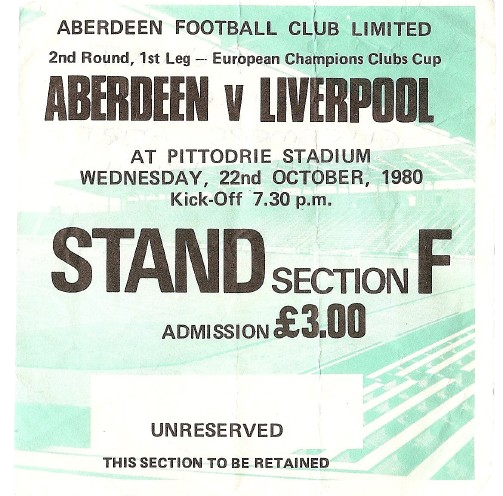 ABERDEEN FOOTBALL CLUB LIMITED
2nd Round, 1st Leg — European Champions Clubs Cup
ABERDEEN v LIVERPOOL
AT PITTODRIE STADIUM
WEDNESDAY, 22nd OCTOBER, 1980
Kick-Off 7.30 p.m.
STAND SECTION F
ADMISSION £3.00
UNRESERVED
THIS SECTION TO BE RETAINED